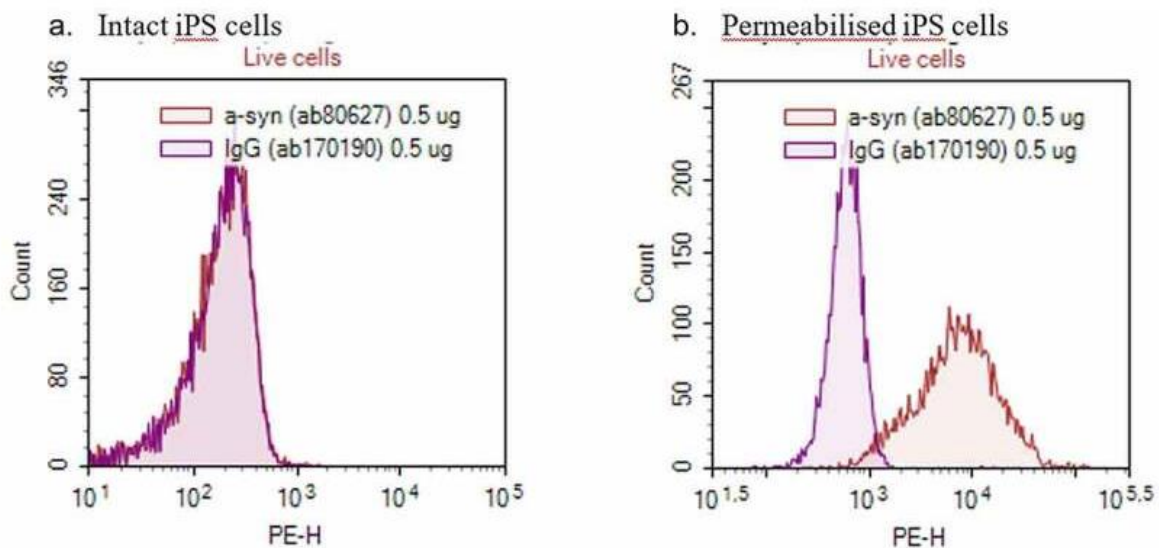 a. Intact iPS cells
Live cells
346
240
160
80
0
Count
a-syn (ab80627) 0.5 ug
IgG (ab170190) 0.5 ug
10^1 10^2 10^3 10^4 10^5
PE-H
b. Permeabilised iPS cells
Live cells
267
200
150
100
50
0
Count
a-syn (ab80627) 0.5 ug
IgG (ab170190) 0.5 ug
10^1.5 10^3 10^4 10^5.5
PE-H